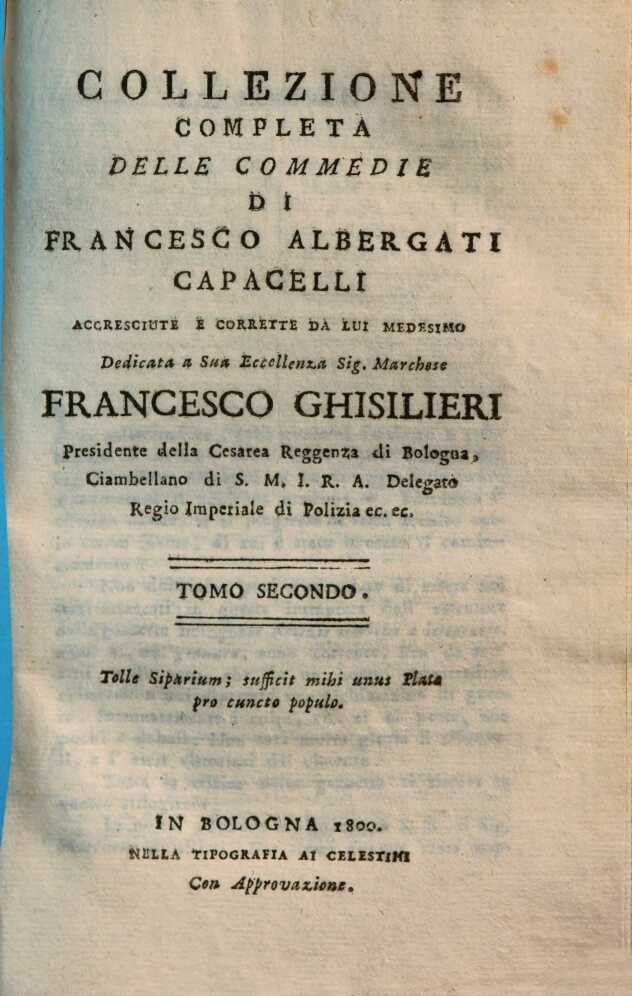 COLLEZIONE
COMPLETA
DELLE COMMEDIE
DI
FRANCESCO ALBERGATI
CAPACELLI
ACCRESCIUTE E CORRETTE DA LUI MEDESIMO
Dedicata a Sua Eccellenza Sig. Marchese
FRANCESCO GHISILIERI
Presidente della Cesarea Reggenza di Bologna,
Ciambellano di S. M. I. R. A. Delegato
Regio Imperiale di Polizia ec. ec.
TOMO SECONDO.
Tolle Siparium; sufficit mihi unus Plato
pro cuncto populo.
IN BOLOGNA 1800.
NELLA TIPOGRAFIA AI CELESTINI
Con Approvazione.